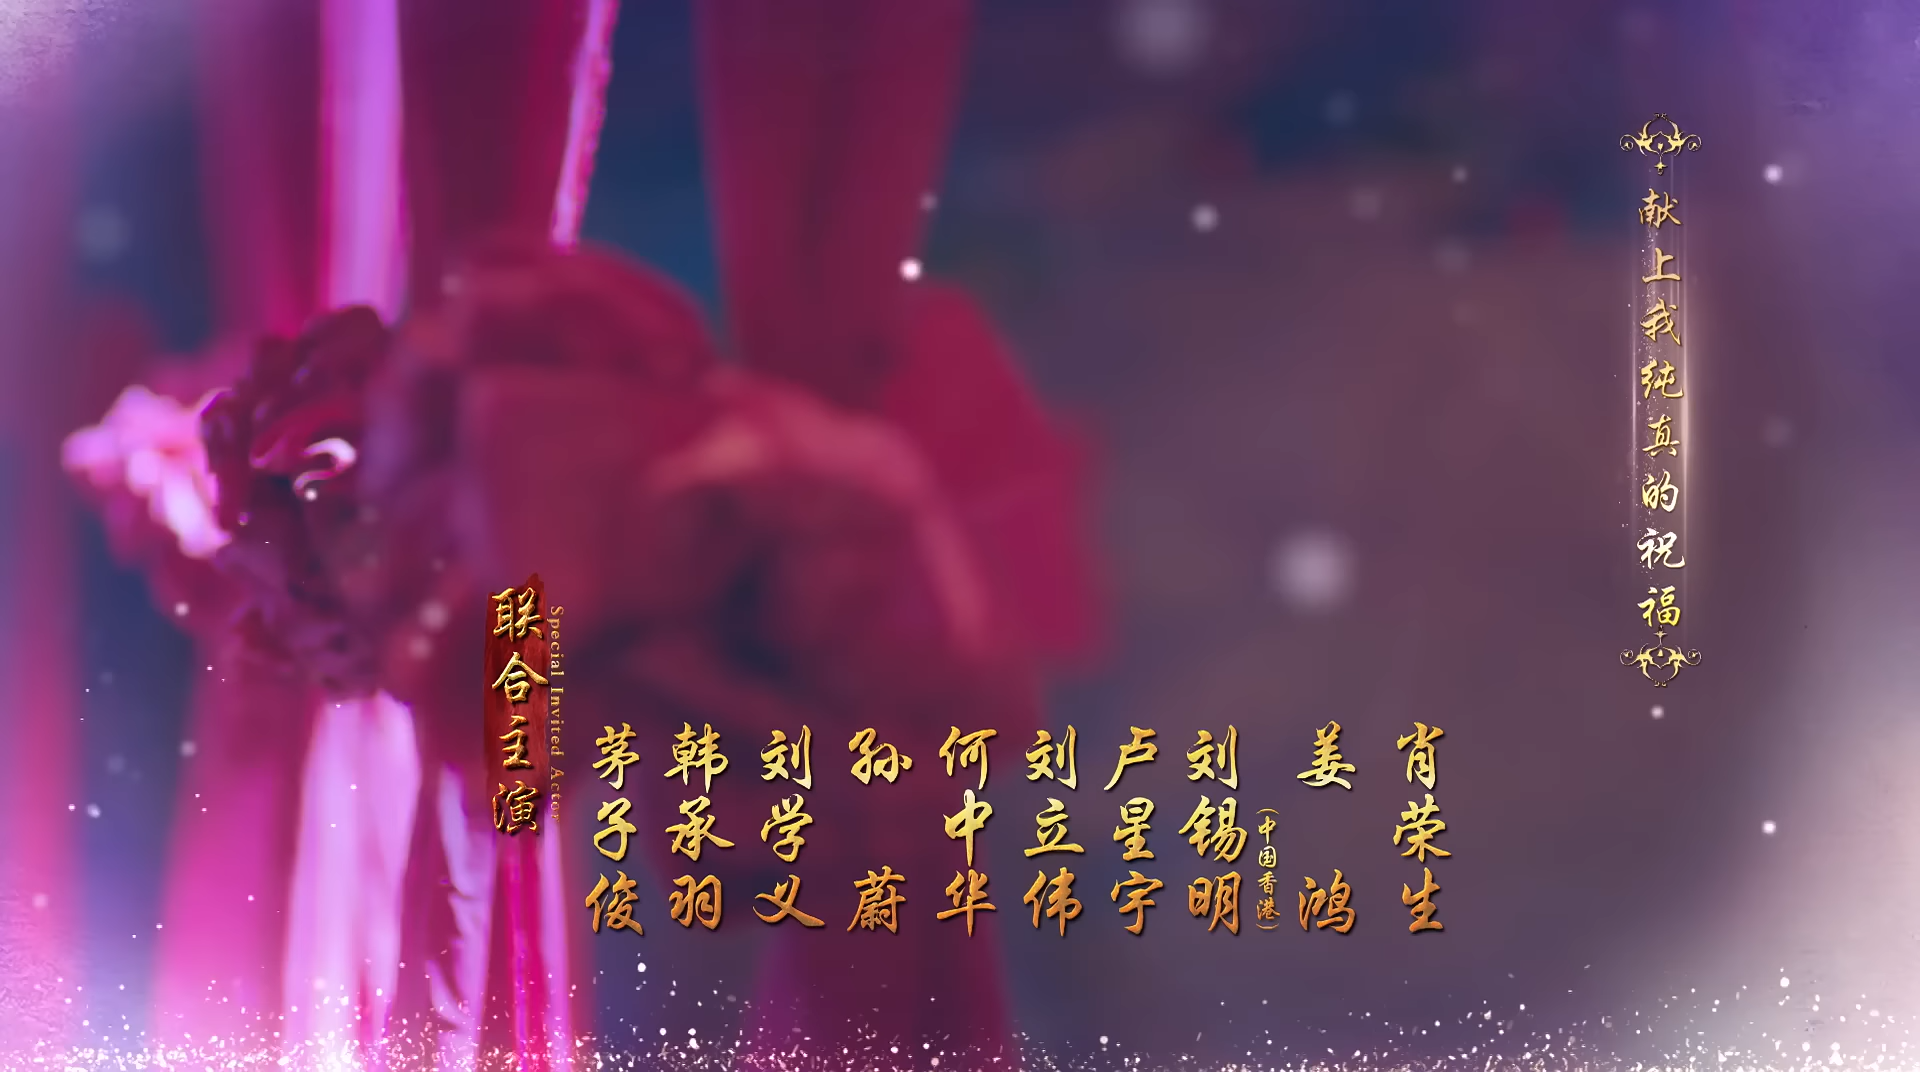 献上我纯真的祝福
联合主演
Special Invited Actor
茅子俊
韩承羽
刘学义
孙蔚
何中华
刘立伟
卢星宇
刘锡明
(中国香港)
姜鸿
肖荣生